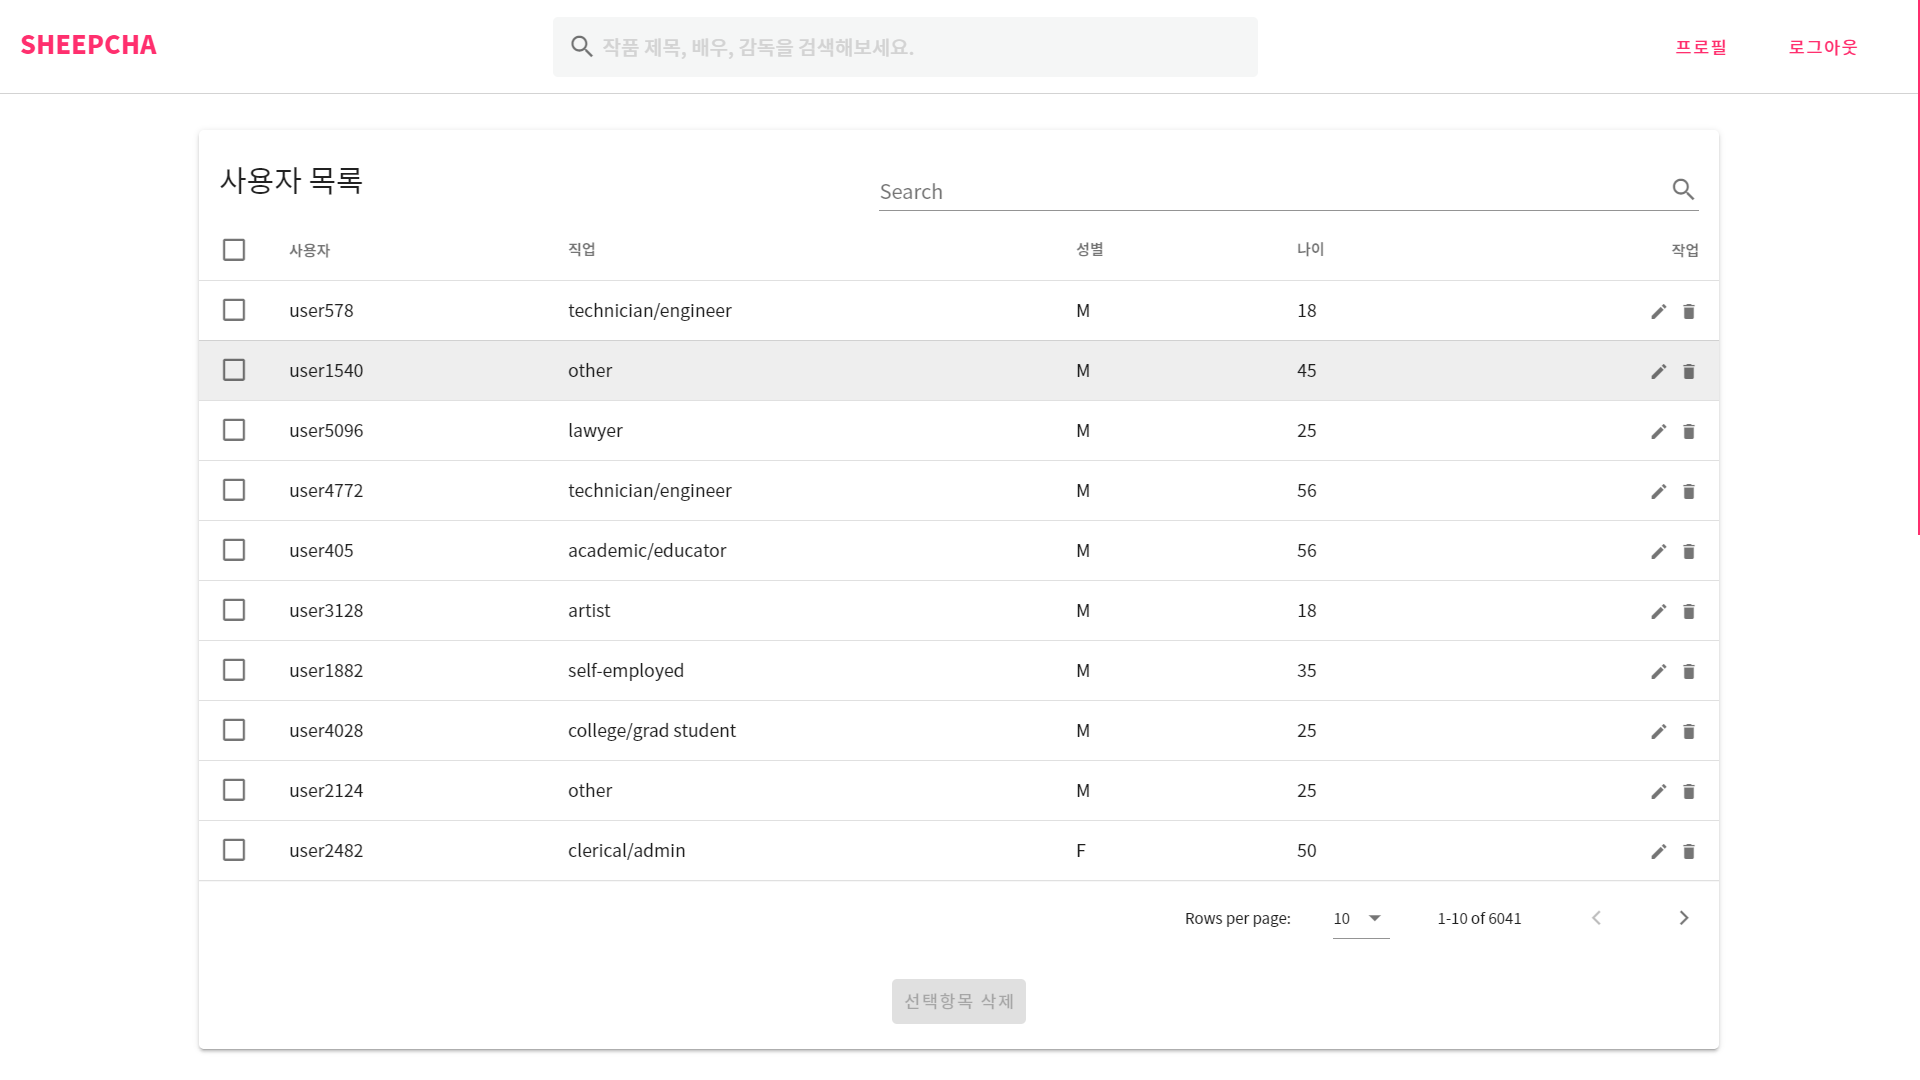 SHEEPCHA
작품 제목, 배우, 감독을 검색해보세요.
프로필 로그아웃
사용자 목록
Search
사용자 직업 성별 나이 작업
user578 technician/engineer M 18
user1540 other M 45
user5096 lawyer M 25
user4772 technician/engineer M 56
user405 academic/educator M 56
user3128 artist M 18
user1882 self-employed M 35
user4028 college/grad student M 25
user2124 other M 25
user2482 clerical/admin F 50
Rows per page: 10 1-10 of 6041
선택항목 삭제